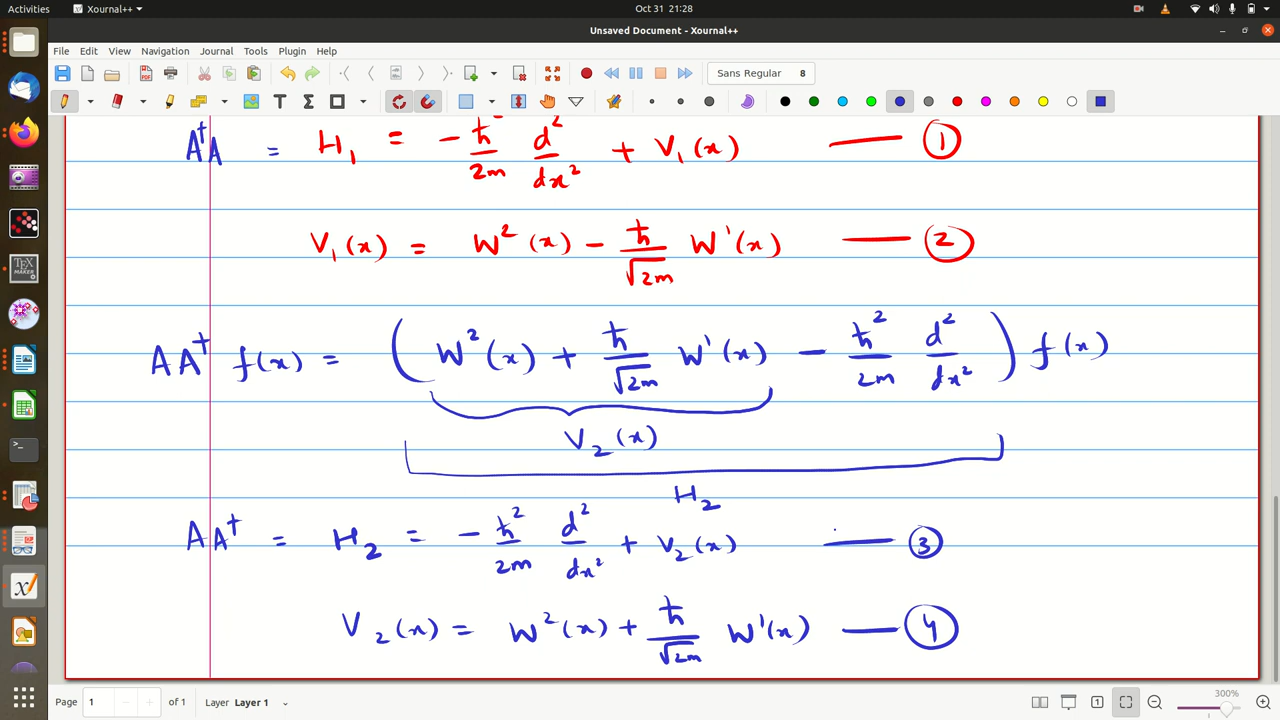 Activities Xournal++ Oct 31 21:28
Unsaved Document - Xournal++
File Edit View Navigation Journal Tools Plugin Help
Sans Regular 8
A†A = H₁ = - ħ²/2m d²/dx² + V₁(x) —— ①
V₁(x) = W²(x) - ħ/√2m W'(x) —— ②
AA† f(x) = ( W²(x) + ħ/√2m W'(x) - ħ²/2m d²/dx² ) f(x)
V₂(x)
H₂
AA† = H₂ = - ħ²/2m d²/dx² + V₂(x) —— ③
V₂(x) = W²(x) + ħ/√2m W'(x) —— ④
Page 1 of 1 Layer Layer 1 300%